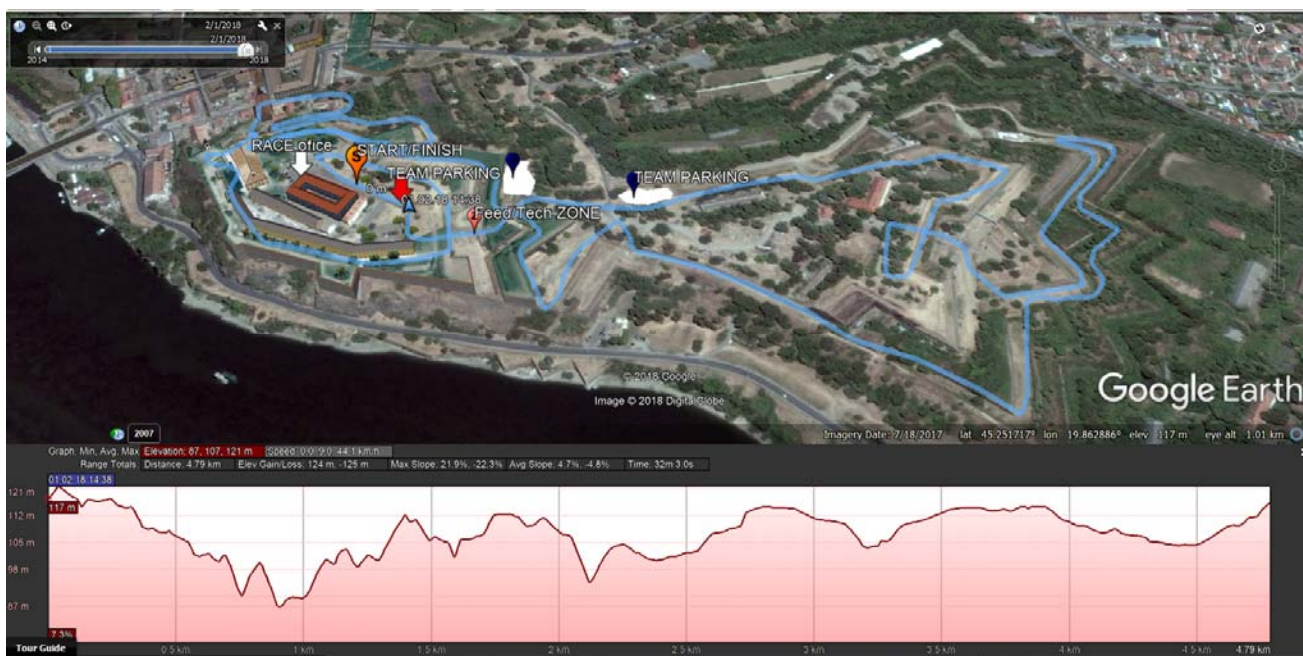 2/1/2018
2/1/2018
2014
2018
RACE ofice
START/FINISH
S
0 m
TEAM PARKING
TEAM PARKING
Feed/Tech ZONE
© 2018 Google
Image © 2018 DigitalGlobe
Google Earth
2007
Imagery Date: 7/18/2017 lat 45.251717° lon 19.862886° elev 117 m eye alt 1.01 km
Graph: Min, Avg, Max Elevation: 87, 107, 121 m
Range Totals: Distance: 4.79 km Elev Gain/Loss: 124 m, -125 m Max Slope: 21.9%, -22.3% Avg Slope: 4.7%, -4.8% Time: 32m 3.0s
01.02.18 14:38
121 m
117 m
112 m
105 m
98 m
87 m
7.3%
Tour Guide
0.5 km 1 km 1.5 km 2 km 2.5 km 3 km 3.5 km 4 km 4.5 km 4.79 km